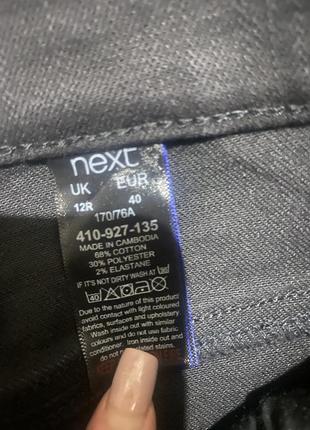 next
UK EUR
12R 40
170/76A
410-927-135
MADE IN CAMBODIA
68% COTTON
30% POLYESTER
2% ELASTANE
IF IT'S NOT DIRTY WASH AT
40
Due to the nature of this product
avoid contact with light coloured
fabrics, surfaces and upholstery
Wash inside out with similar
colours and do not use fabric
conditioner. Iron inside out and
do not stains.